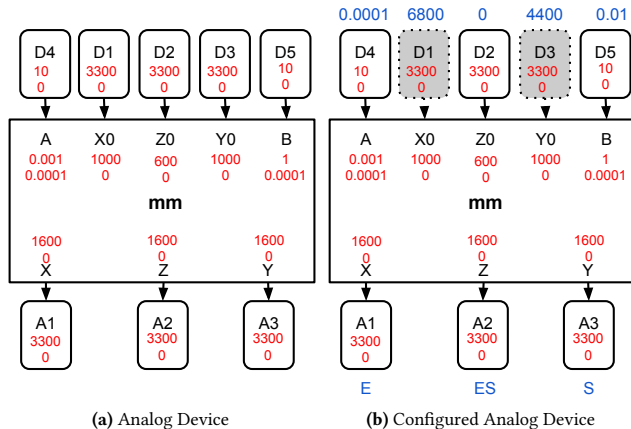 D4 D1 D2 D3 D5
10 3300 3300 3300 10
0 0 0 0 0
A X0 Z0 Y0 B
0.001 1000 600 1000 1
0.0001 0 0 0 0.0001
mm
1600 1600 1600
0 0 0
X Z Y
A1 A2 A3
3300 3300 3300
0 0 0
(a) Analog Device
0.0001 6800 0 4400 0.01
D4 D1 D2 D3 D5
10 3300 3300 3300 10
0 0 0 0 0
A X0 Z0 Y0 B
0.001 1000 600 1000 1
0.0001 0 0 0 0.0001
mm
1600 1600 1600
0 0 0
X Z Y
A1 A2 A3
3300 3300 3300
0 0 0
E ES S
(b) Configured Analog Device